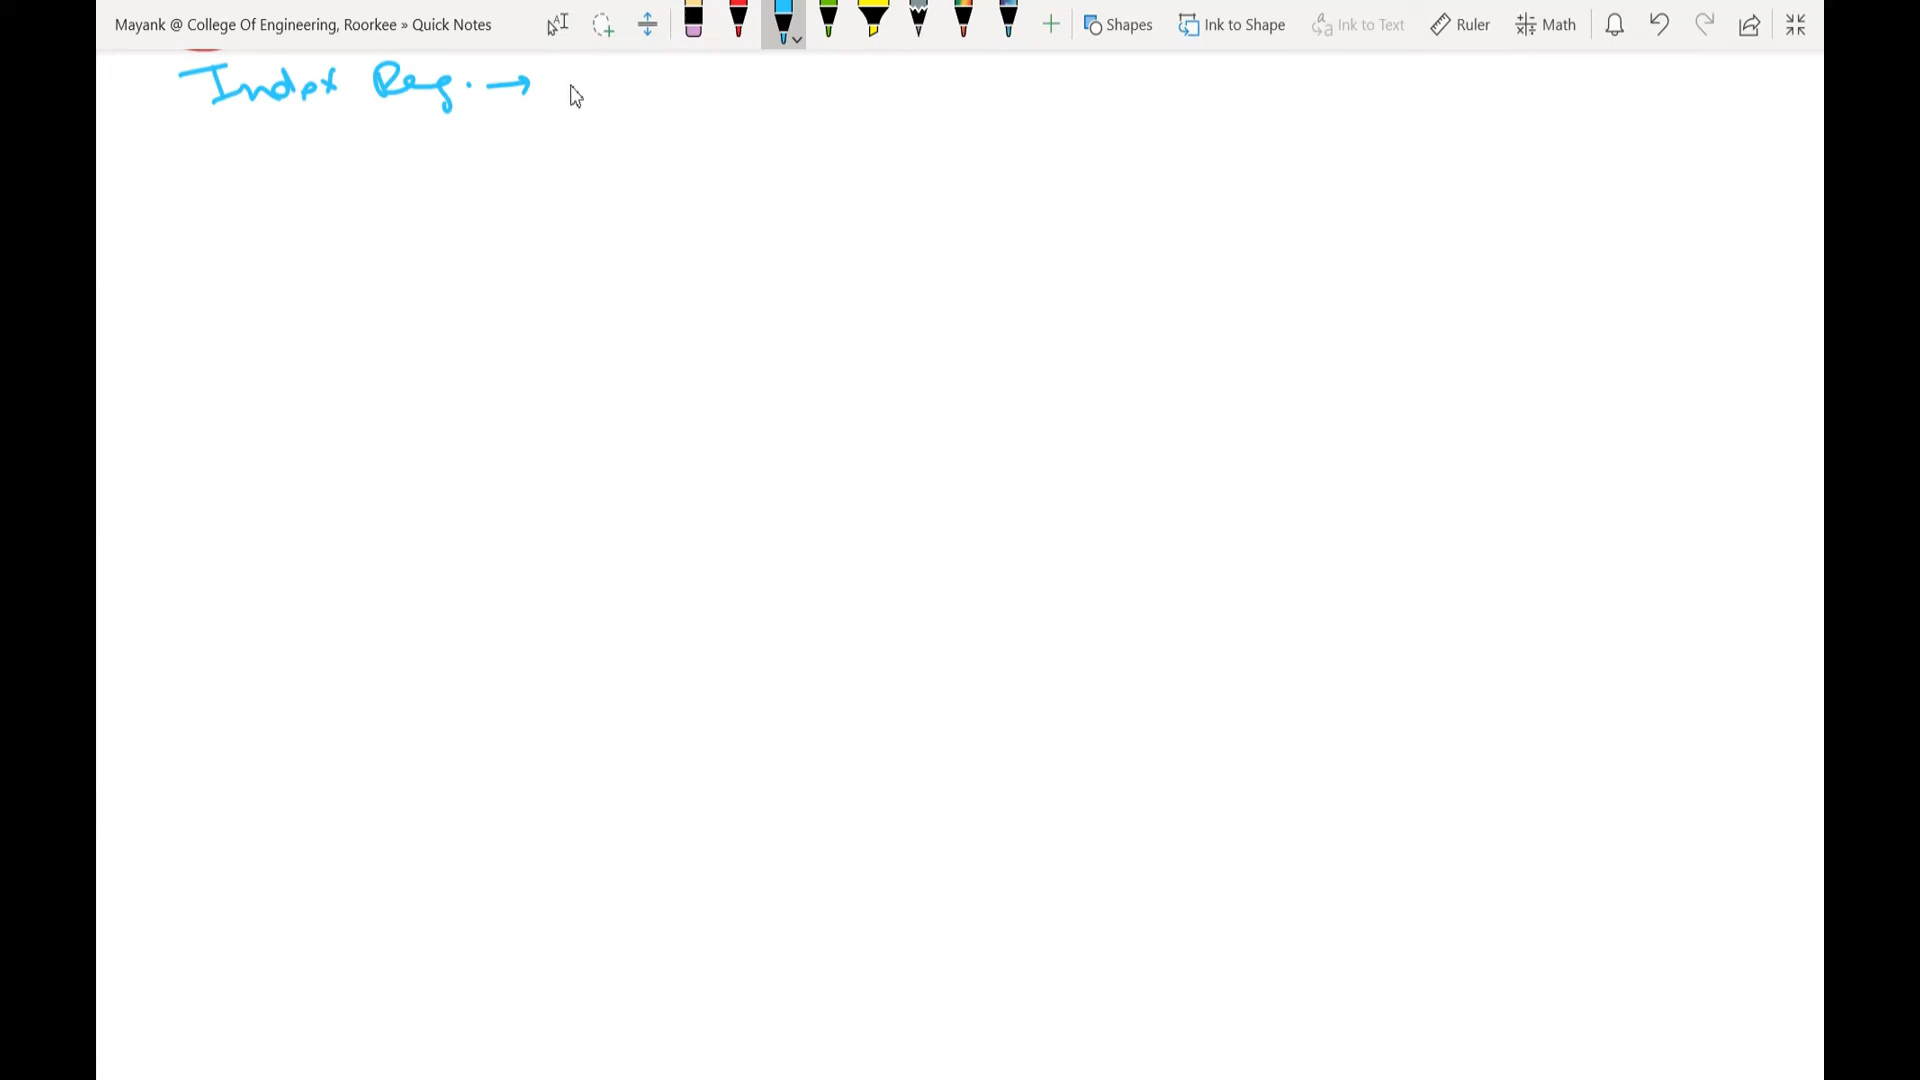 Mayank @ College Of Engineering, Roorkee » Quick Notes Shapes Ink to Shape Ink to Text Ruler Math
Index Reg. →